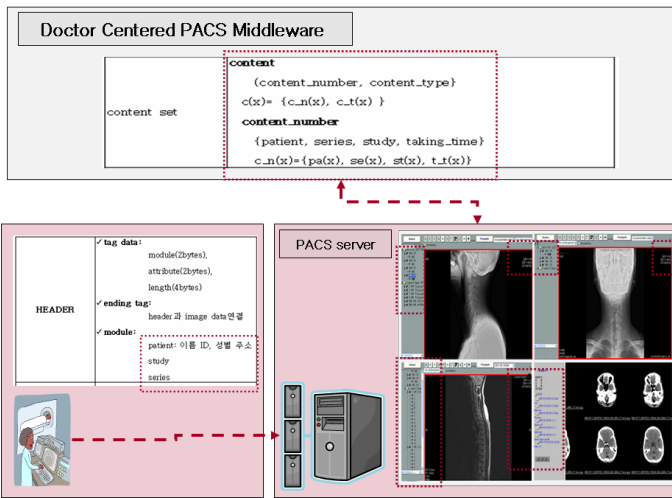 Doctor Centered PACS Middleware
content set
content
(content_number, content_type}
c(x)= {c_n(x), c_t(x) }
content_number
{patient, series, study, taking_time}
c_n(x)={pa(x), se(x), st(x), t_t(x)}
HEADER
✓ tag data:
module(2bytes),
attribute(2bytes),
length(4bytes)
✓ ending tag:
header과 image data연결
✓ module:
patient: 이름 ID, 성별 주소
study
series
PACS server